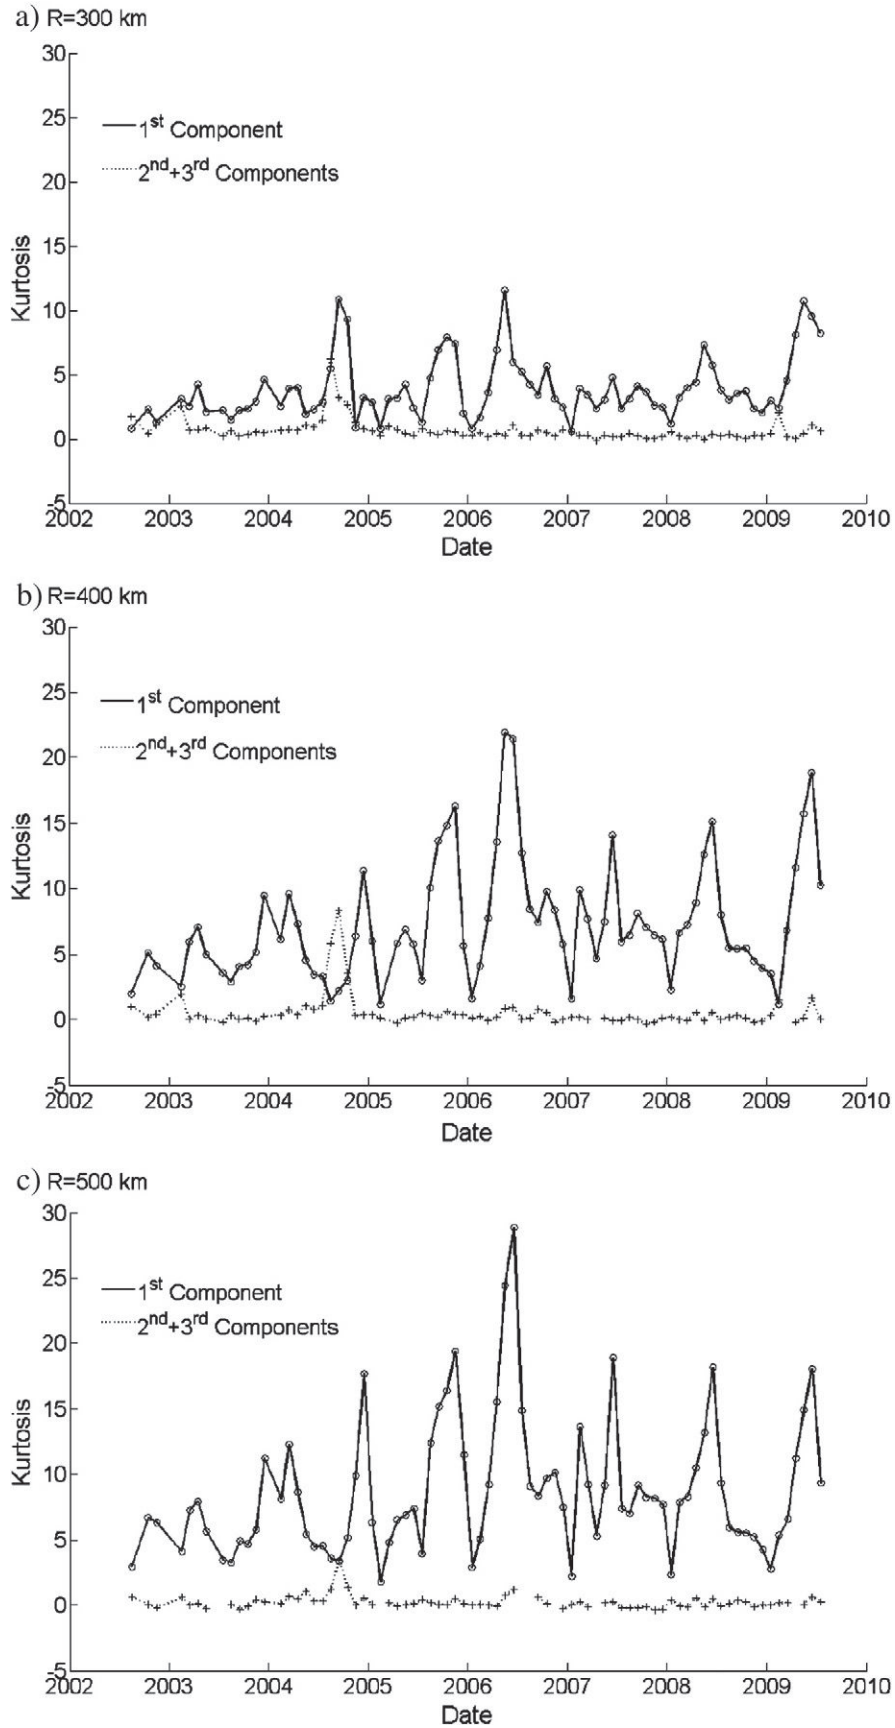 a) R=300 km
30
25
1st Component
2nd+3rd Components
20
15
Kurtosis
10
5
0
-5
2002 2003 2004 2005 2006 2007 2008 2009 2010
Date
b) R=400 km
30
25
1st Component
2nd+3rd Components
20
15
Kurtosis
10
5
0
-5
2002 2003 2004 2005 2006 2007 2008 2009 2010
Date
c) R=500 km
30
25
1st Component
2nd+3rd Components
20
15
Kurtosis
10
5
0
-5
2002 2003 2004 2005 2006 2007 2008 2009 2010
Date